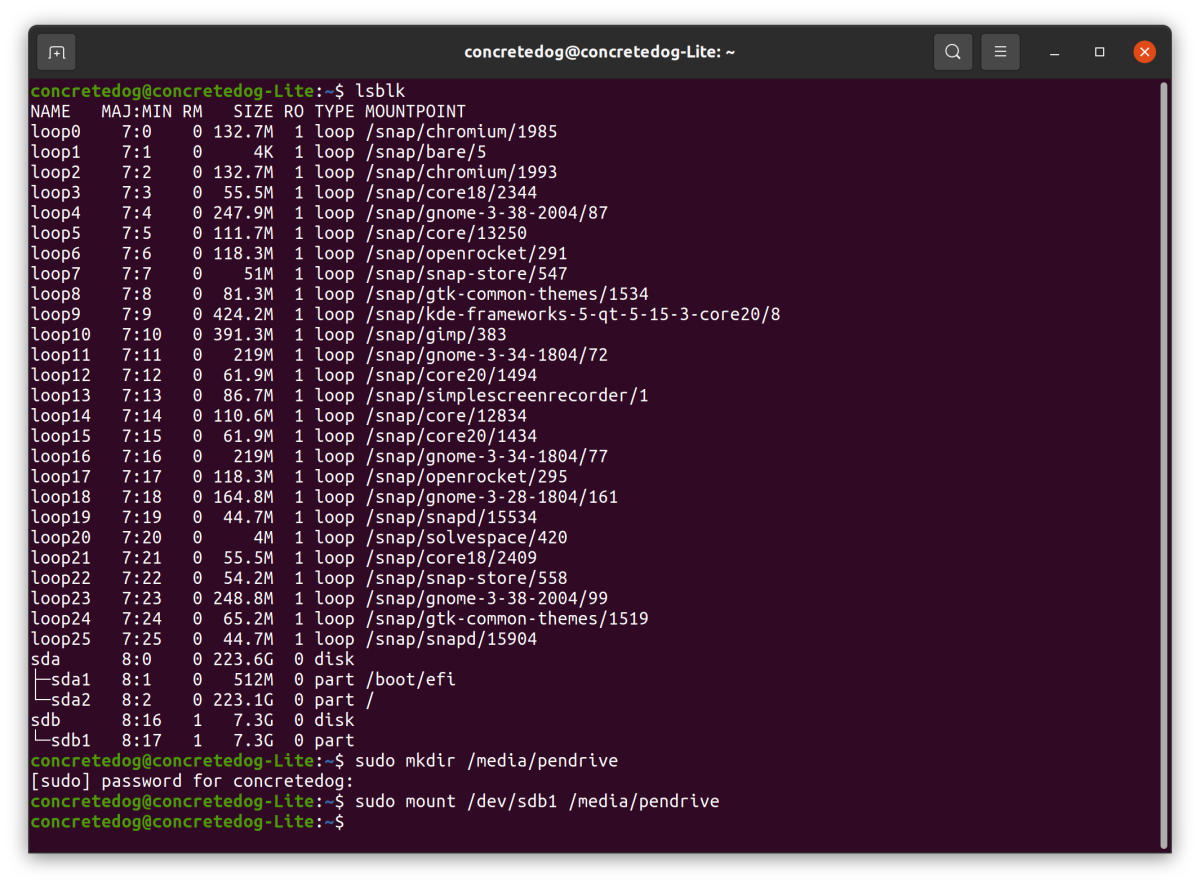 concretedog@concretedog-Lite: ~
concretedog@concretedog-Lite:~$ lsblk
NAME   MAJ:MIN RM   SIZE RO TYPE MOUNTPOINT
loop0    7:0    0 132.7M  1 loop /snap/chromium/1985
loop1    7:1    0     4K  1 loop /snap/bare/5
loop2    7:2    0 132.7M  1 loop /snap/chromium/1993
loop3    7:3    0  55.5M  1 loop /snap/core18/2344
loop4    7:4    0 247.9M  1 loop /snap/gnome-3-38-2004/87
loop5    7:5    0 111.7M  1 loop /snap/core/13250
loop6    7:6    0 118.3M  1 loop /snap/openrocket/291
loop7    7:7    0    51M  1 loop /snap/snap-store/547
loop8    7:8    0  81.3M  1 loop /snap/gtk-common-themes/1534
loop9    7:9    0 424.2M  1 loop /snap/kde-frameworks-5-qt-5-15-3-core20/8
loop10   7:10   0 391.3M  1 loop /snap/gimp/383
loop11   7:11   0   219M  1 loop /snap/gnome-3-34-1804/72
loop12   7:12   0  61.9M  1 loop /snap/core20/1494
loop13   7:13   0  86.7M  1 loop /snap/simplescreenrecorder/1
loop14   7:14   0 110.6M  1 loop /snap/core/12834
loop15   7:15   0  61.9M  1 loop /snap/core20/1434
loop16   7:16   0   219M  1 loop /snap/gnome-3-34-1804/77
loop17   7:17   0 118.3M  1 loop /snap/openrocket/295
loop18   7:18   0 164.8M  1 loop /snap/gnome-3-28-1804/161
loop19   7:19   0  44.7M  1 loop /snap/snapd/15534
loop20   7:20   0     4M  1 loop /snap/solvespace/420
loop21   7:21   0  55.5M  1 loop /snap/core18/2409
loop22   7:22   0  54.2M  1 loop /snap/snap-store/558
loop23   7:23   0 248.8M  1 loop /snap/gnome-3-38-2004/99
loop24   7:24   0  65.2M  1 loop /snap/gtk-common-themes/1519
loop25   7:25   0  44.7M  1 loop /snap/snapd/15904
sda      8:0    0 223.6G  0 disk
├─sda1   8:1    0   512M  0 part /boot/efi
└─sda2   8:2    0 223.1G  0 part /
sdb      8:16   1   7.3G  0 disk
└─sdb1   8:17   1   7.3G  0 part
concretedog@concretedog-Lite:~$ sudo mkdir /media/pendrive
[sudo] password for concretedog:
concretedog@concretedog-Lite:~$ sudo mount /dev/sdb1 /media/pendrive
concretedog@concretedog-Lite:~$